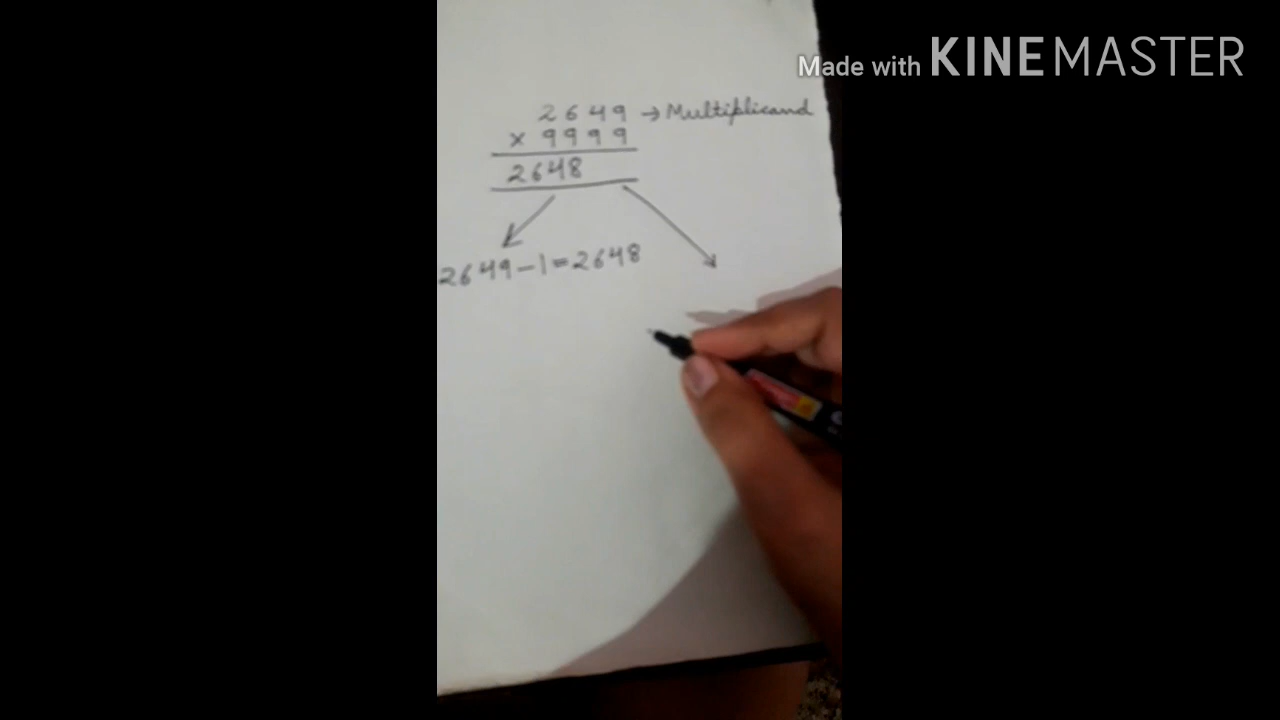 Made with KINEMASTER
2649 → Multiplicand
× 9999
2648
2649-1=2648